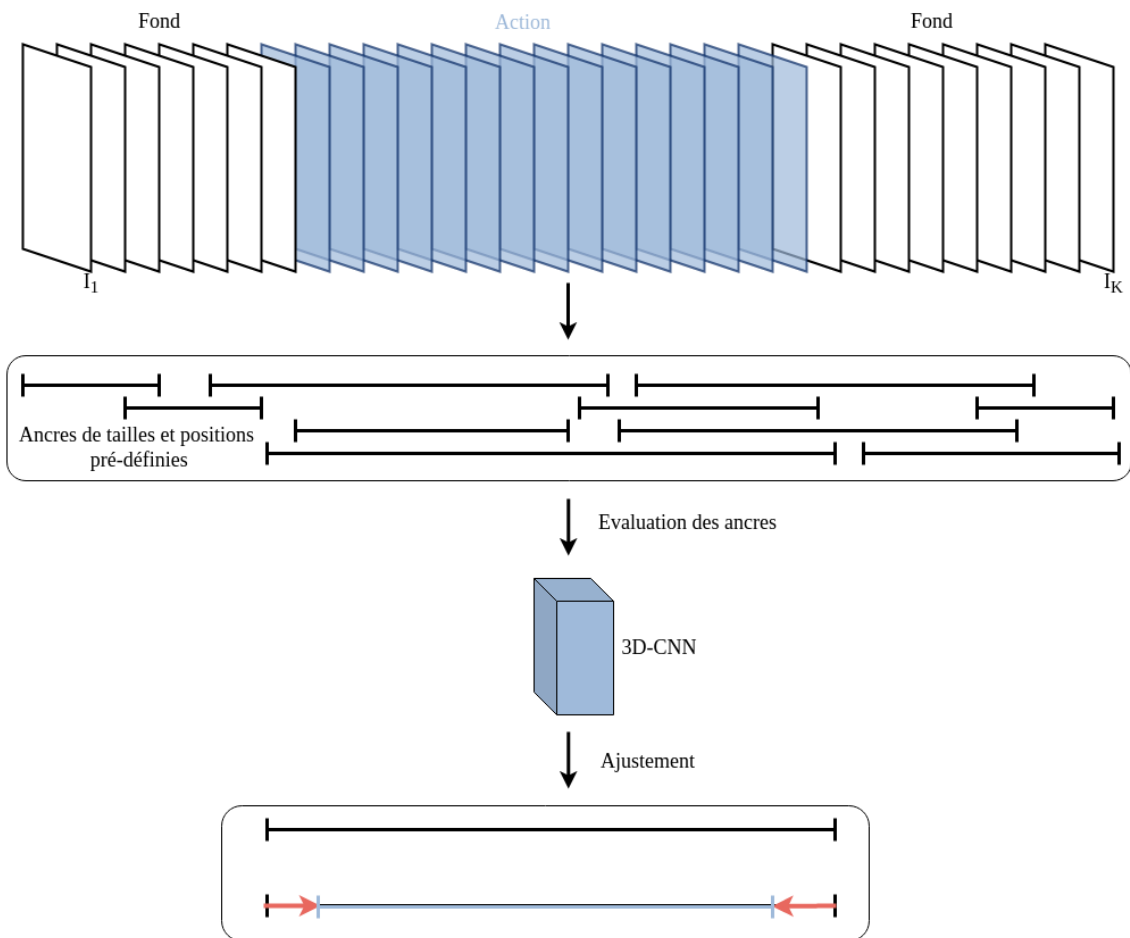 Fond
Action
Fond
I1
IK
Ancres de tailles et positions
pré-définies
Evaluation des ancres
3D-CNN
Ajustement